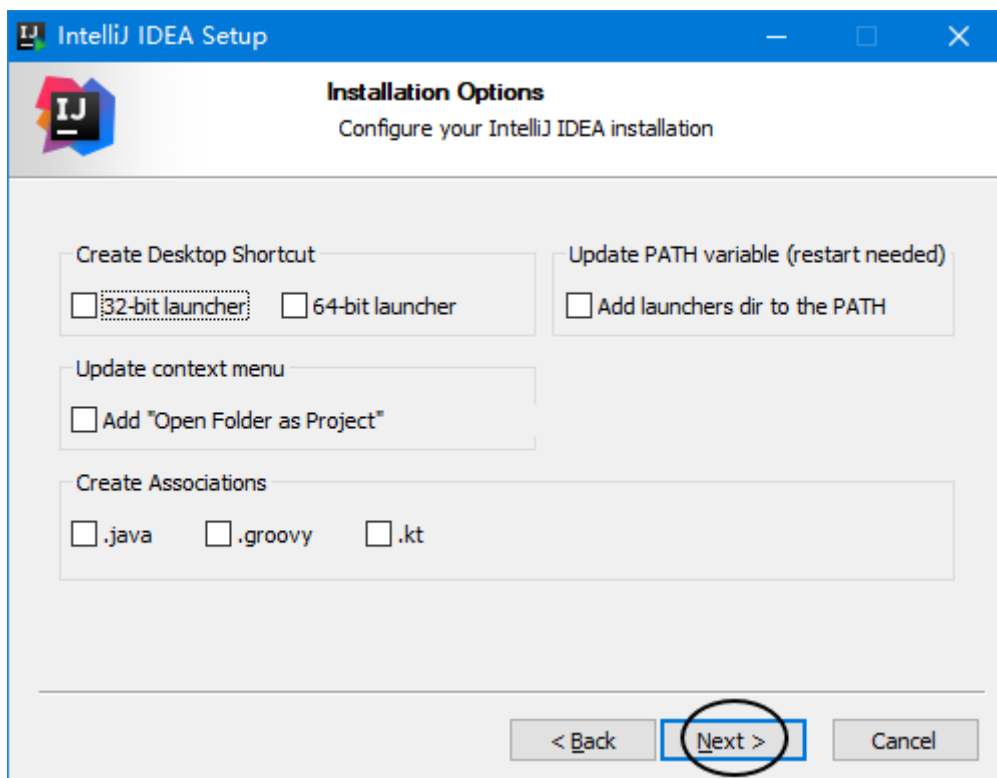 IntelliJ IDEA Setup
IJ
Installation Options
Configure your IntelliJ IDEA installation
Create Desktop Shortcut
32-bit launcher 64-bit launcher
Update PATH variable (restart needed)
Add launchers dir to the PATH
Update context menu
Add "Open Folder as Project"
Create Associations
.java .groovy .kt
< Back Next > Cancel